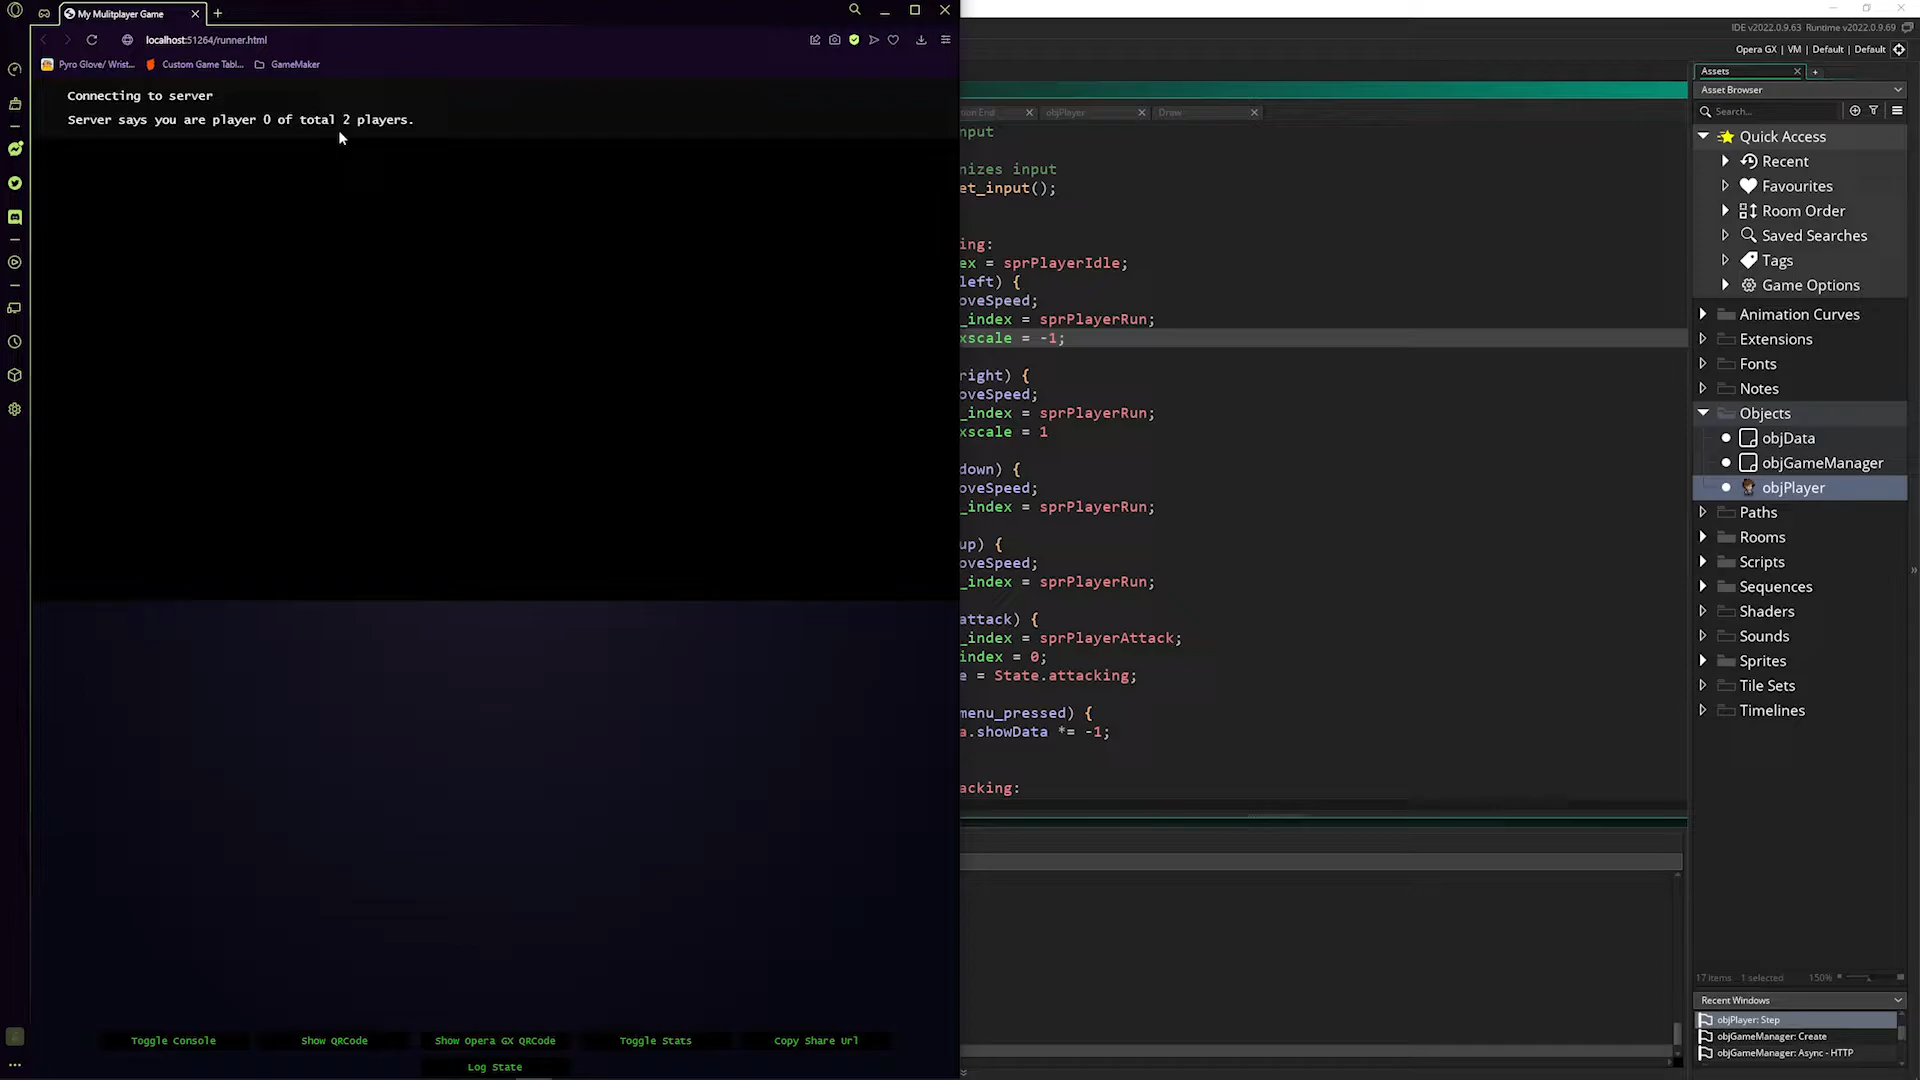 My Mulitplayer Game
localhost:51264/runner.html
Pyro Glove/ Wrist...
Custom Game Tabl...
GameMaker
Connecting to server
Server says you are player 0 of total 2 players.
Toggle Console
Show QRCode
Show Opera GX QRCode
Toggle Stats
Copy Share Url
Log State
IDE v2022.0.9.63 Runtime v2022.0.9.69
Opera GX | VM | Default | Default
objPlayer
Draw
nput
nizes input
et_input();
ing:
ex = sprPlayerIdle;
left) {
oveSpeed;
_index = sprPlayerRun;
xscale = -1;
right) {
oveSpeed;
_index = sprPlayerRun;
xscale = 1
down) {
oveSpeed;
_index = sprPlayerRun;
up) {
oveSpeed;
_index = sprPlayerRun;
attack) {
_index = sprPlayerAttack;
index = 0;
e = State.attacking;
menu_pressed) {
a.showData *= -1;
acking:
Assets
Asset Browser
Search...
Quick Access
Recent
Favourites
Room Order
Saved Searches
Tags
Game Options
Animation Curves
Extensions
Fonts
Notes
Objects
objData
objGameManager
objPlayer
Paths
Rooms
Scripts
Sequences
Shaders
Sounds
Sprites
Tile Sets
Timelines
17 items 1 selected 150%
Recent Windows
objPlayer: Step
objGameManager: Create
objGameManager: Async - HTTP